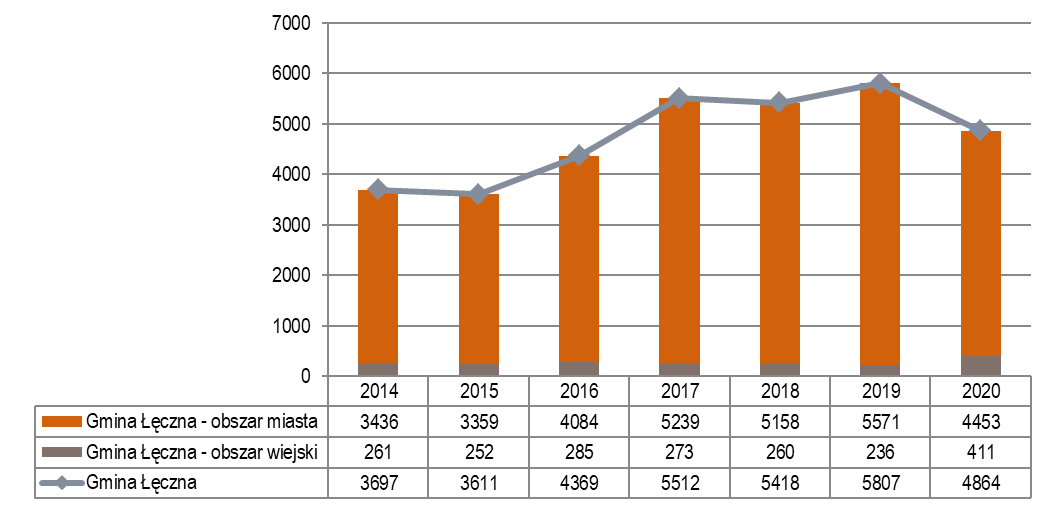 7000
6000
5000
4000
3000
2000
1000
0
2014 2015 2016 2017 2018 2019 2020
Gmina Łęczna - obszar miasta 3436 3359 4084 5239 5158 5571 4453
Gmina Łęczna - obszar wiejski 261 252 285 273 260 236 411
Gmina Łęczna 3697 3611 4369 5512 5418 5807 4864